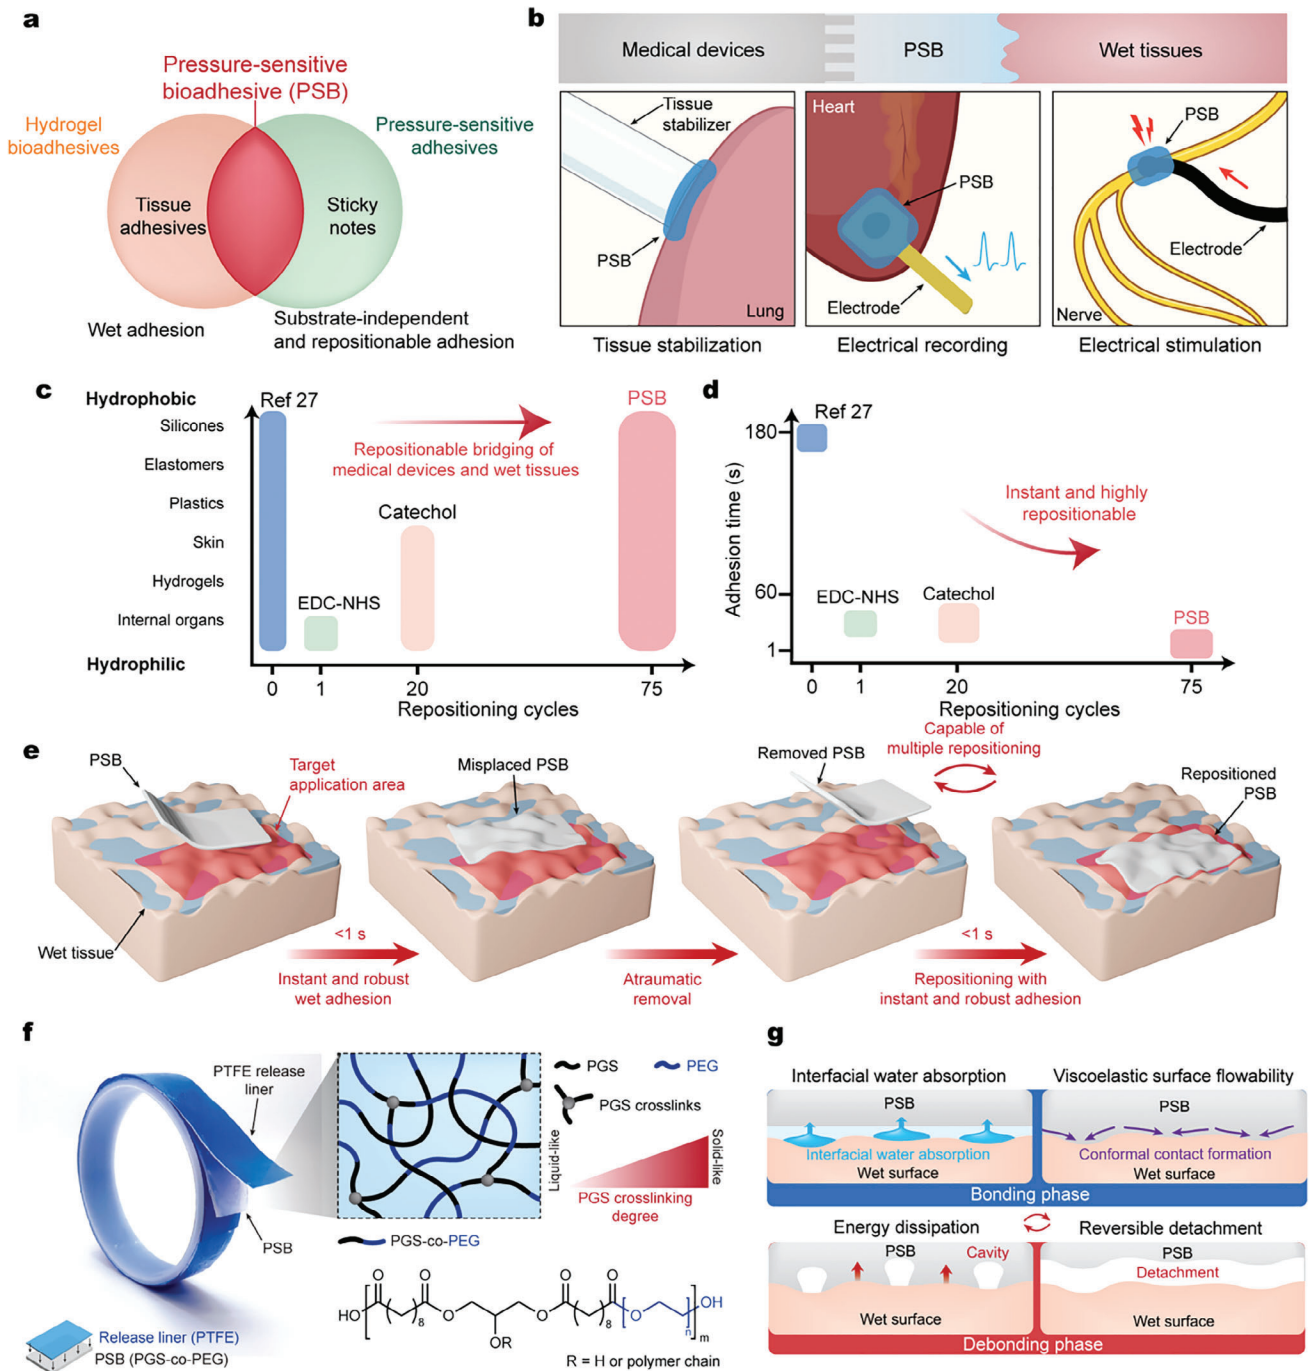 a
Pressure-sensitive
bioadhesive (PSB)
Hydrogel
bioadhesives
Pressure-sensitive
adhesives
Tissue
adhesives
Sticky
notes
Wet adhesion
Substrate-independent
and repositionable adhesion
b
Medical devices
PSB
Wet tissues
Tissue
stabilizer
PSB
Lung
Tissue stabilization
Heart
PSB
Electrode
Electrical recording
PSB
Electrode
Nerve
Electrical stimulation
c
Hydrophobic
Silicones
Elastomers
Plastics
Skin
Hydrogels
Internal organs
Hydrophilic
Ref 27
EDC-NHS
Catechol
PSB
Repositionable bridging of
medical devices and wet tissues
0
1
20
75
Repositioning cycles
d
Adhesion time (s)
180
60
1
Ref 27
EDC-NHS
Catechol
PSB
Instant and highly
repositionable
0
1
20
75
Repositioning cycles
e
PSB
Target
application area
Wet tissue
<1 s
Instant and robust
wet adhesion
Misplaced PSB
Atraumatic
removal
Removed PSB
Capable of
multiple repositioning
<1 s
Repositioning with
instant and robust adhesion
Repositioned
PSB
f
PTFE release
liner
PSB
Release liner (PTFE)
PSB (PGS-co-PEG)
PGS
PEG
PGS crosslinks
Liquid-like
Solid-like
PGS crosslinking
degree
PGS-co-PEG
HO
O
O
8
O
OR
O
O
8
O
O
n
OH
m
R = H or polymer chain
g
Interfacial water absorption
PSB
Interfacial water absorption
Wet surface
Viscoelastic surface flowability
PSB
Conformal contact formation
Wet surface
Bonding phase
Energy dissipation
PSB
Cavity
Wet surface
Reversible detachment
PSB
Detachment
Wet surface
Debonding phase